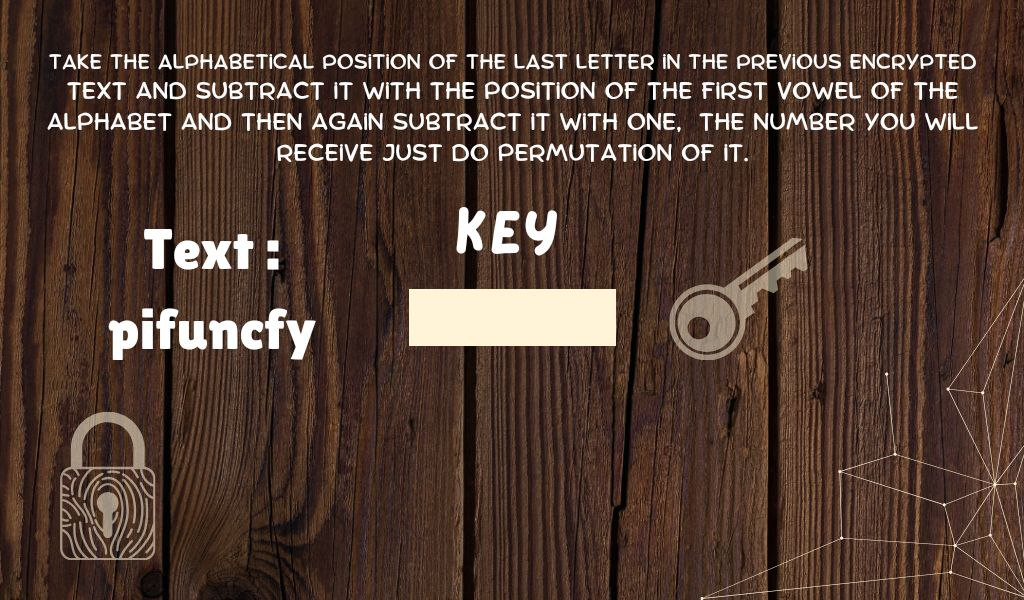 TAKE THE ALPHABETICAL POSITION OF THE LAST LETTER IN THE PREVIOUS ENCRYPTED
TEXT AND SUBTRACT IT WITH THE POSITION OF THE FIRST VOWEL OF THE
ALPHABET AND THEN AGAIN SUBTRACT IT WITH ONE, THE NUMBER YOU WILL
RECEIVE JUST DO PERMUTATION OF IT.
KEY
Text :
pifuncfy